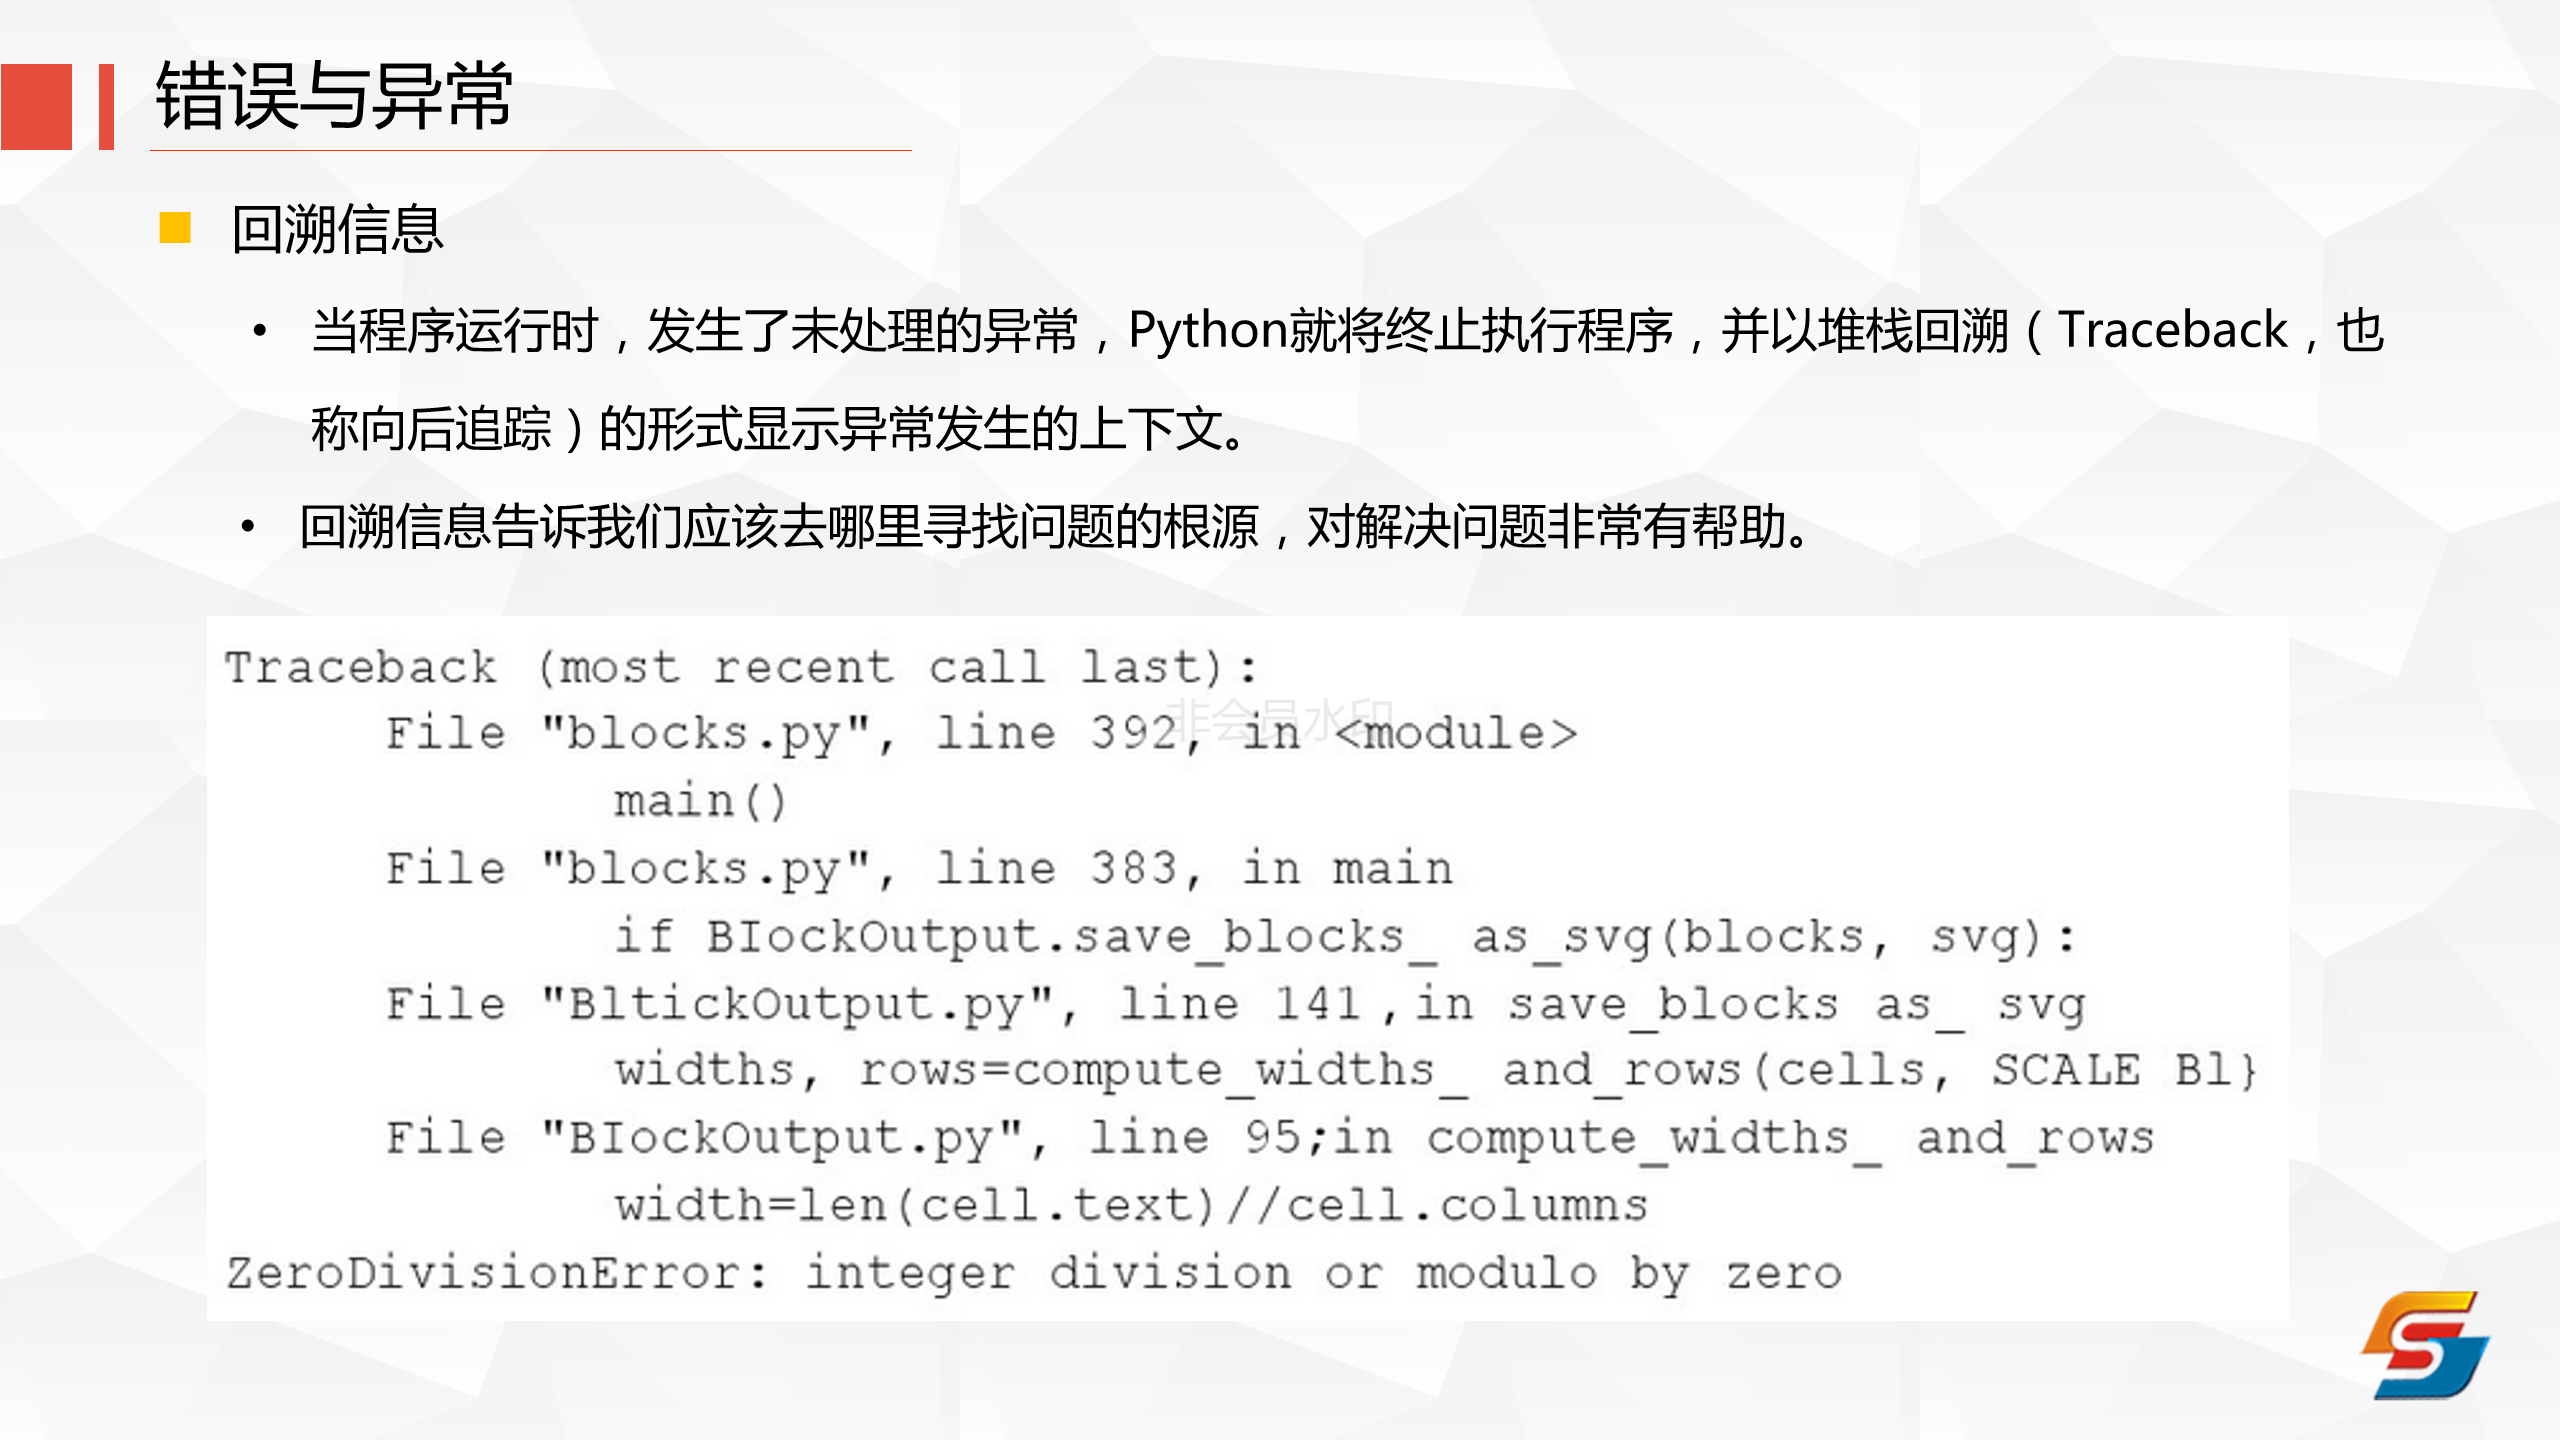 错误与异常
回溯信息
• 当程序运行时，发生了未处理的异常，Python就将终止执行程序，并以堆栈回溯（Traceback，也
称向后追踪）的形式显示异常发生的上下文。
• 回溯信息告诉我们应该去哪里寻找问题的根源，对解决问题非常有帮助。
Traceback (most recent call last):
File "blocks.py", line 392, in <module>
非会员水印
main()
File "blocks.py", line 383, in main
if BIockOutput.save_blocks_ as_svg(blocks, svg):
File "BltickOutput.py", line 141 ,in save_blocks as_ svg
widths, rows=compute_widths_ and_rows(cells, SCALE Bl}
File "BIockOutput.py", line 95;in compute_widths_ and_rows
width=len(cell.text)//cell.columns
ZeroDivisionError: integer division or modulo by zero